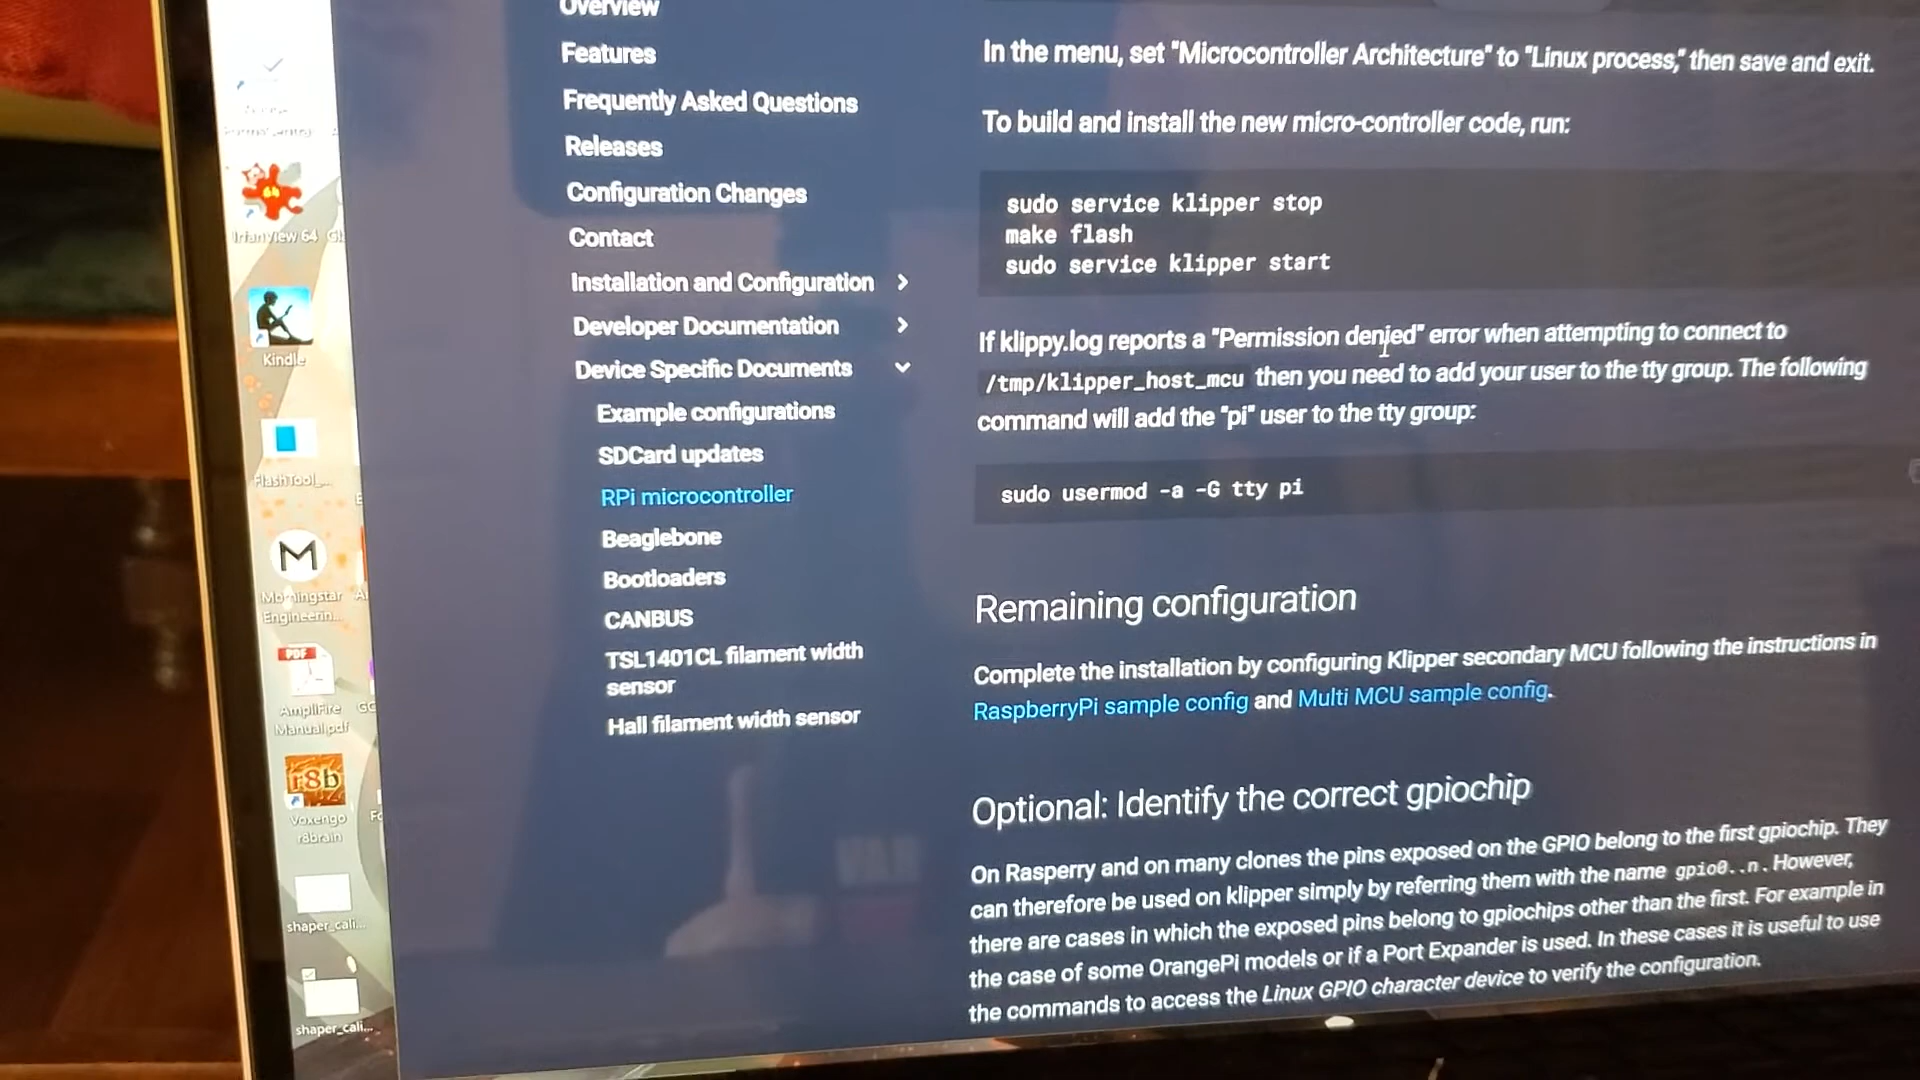 Overview
Features
Frequently Asked Questions
Releases
Configuration Changes
Contact
Installation and Configuration
Developer Documentation
Device Specific Documents
Example configurations
SDCard updates
RPi microcontroller
Beaglebone
Bootloaders
CANBUS
TSL1401CL filament width
sensor
Hall filament width sensor
In the menu, set "Microcontroller Architecture" to "Linux process," then save and exit.
To build and install the new micro-controller code, run:
sudo service klipper stop
make flash
sudo service klipper start
If klippy.log reports a "Permission denied" error when attempting to connect to
/tmp/klipper_host_mcu then you need to add your user to the tty group. The following
command will add the "pi" user to the tty group:
sudo usermod -a -G tty pi
Remaining configuration
Complete the installation by configuring Klipper secondary MCU following the instructions in
RaspberryPi sample config and Multi MCU sample config.
Optional: Identify the correct gpiochip
On Rasperry and on many clones the pins exposed on the GPIO belong to the first gpiochip. They
can therefore be used on klipper simply by referring them with the name gpio0..n. However,
there are cases in which the exposed pins belong to gpiochips other than the first. For example in
the case of some OrangePi models or if a Port Expander is used. In these cases it is useful to use
the commands to access the Linux GPIO character device to verify the configuration.
IrfanView 64
Kindle
FlashTool_...
M
Morningstar
Engineerin...
PDF
AmpliFire
Manual.pdf
r8b
Voxengo
r8brain
shaper_cali...
shaper_cali...